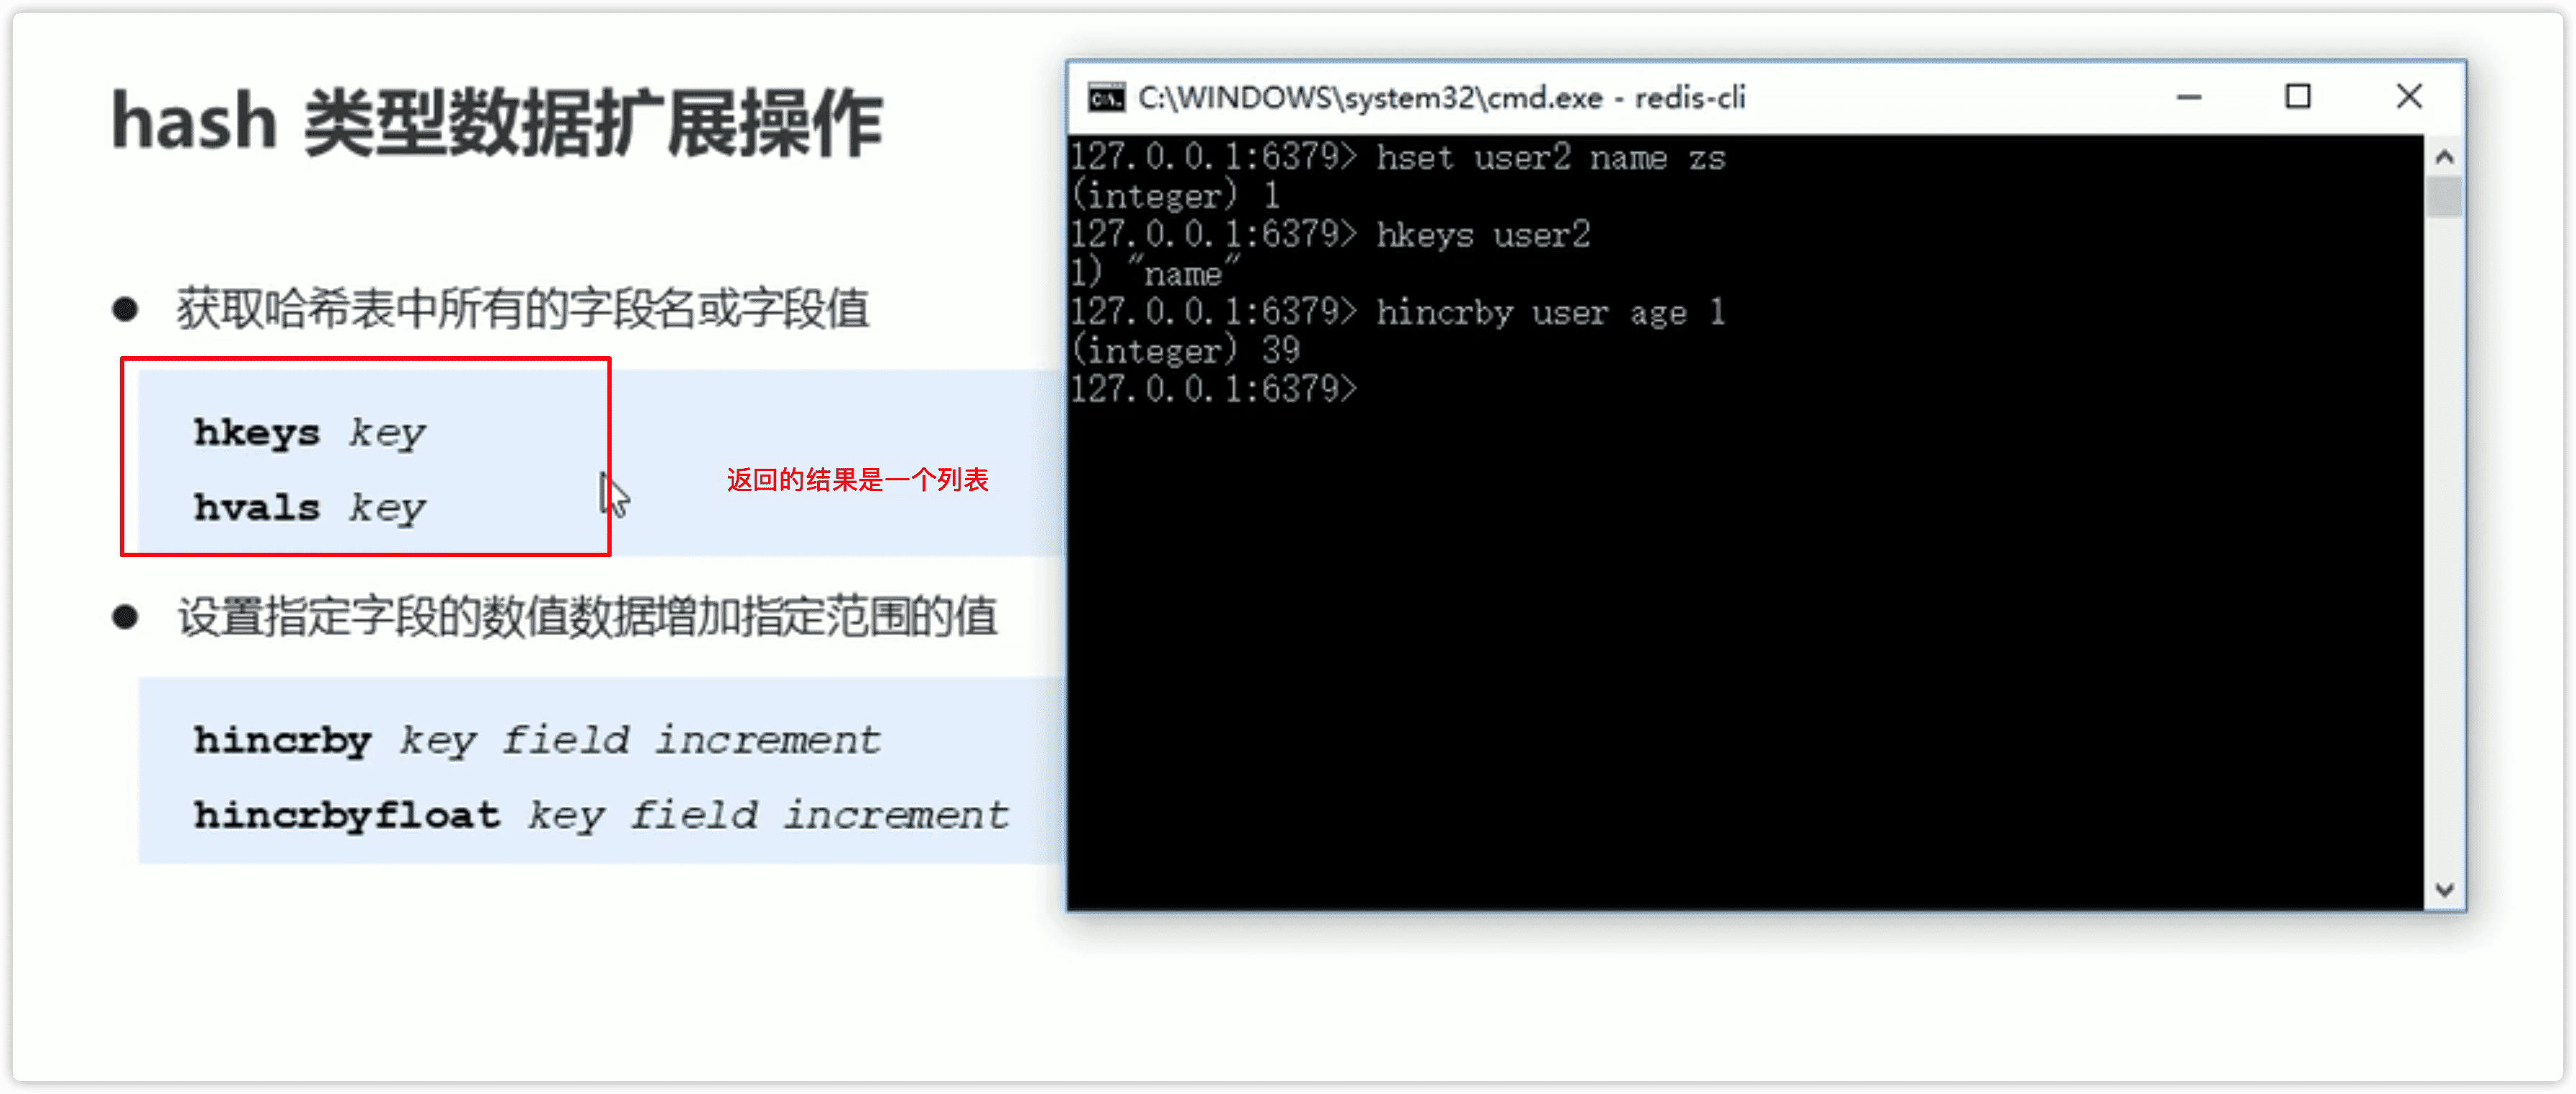 hash 类型数据扩展操作
● 获取哈希表中所有的字段名或字段值
hkeys key
hvals key
返回的结果是一个列表
● 设置指定字段的数值数据增加指定范围的值
hincrby key field increment
hincrbyfloat key field increment
C:\WINDOWS\system32\cmd.exe - redis-cli
127.0.0.1:6379> hset user2 name zs
(integer) 1
127.0.0.1:6379> hkeys user2
1) "name"
127.0.0.1:6379> hincrby user age 1
(integer) 39
127.0.0.1:6379>